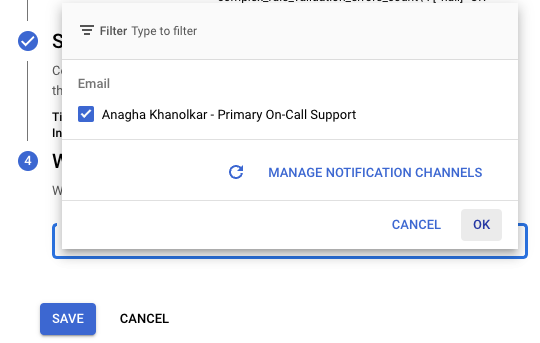 Filter Type to filter
S
Email
Co
th
Anagha Khanolkar - Primary On-Call Support
Ti
In
4
W
MANAGE NOTIFICATION CHANNELS
W
CANCEL
OK
SAVE
CANCEL